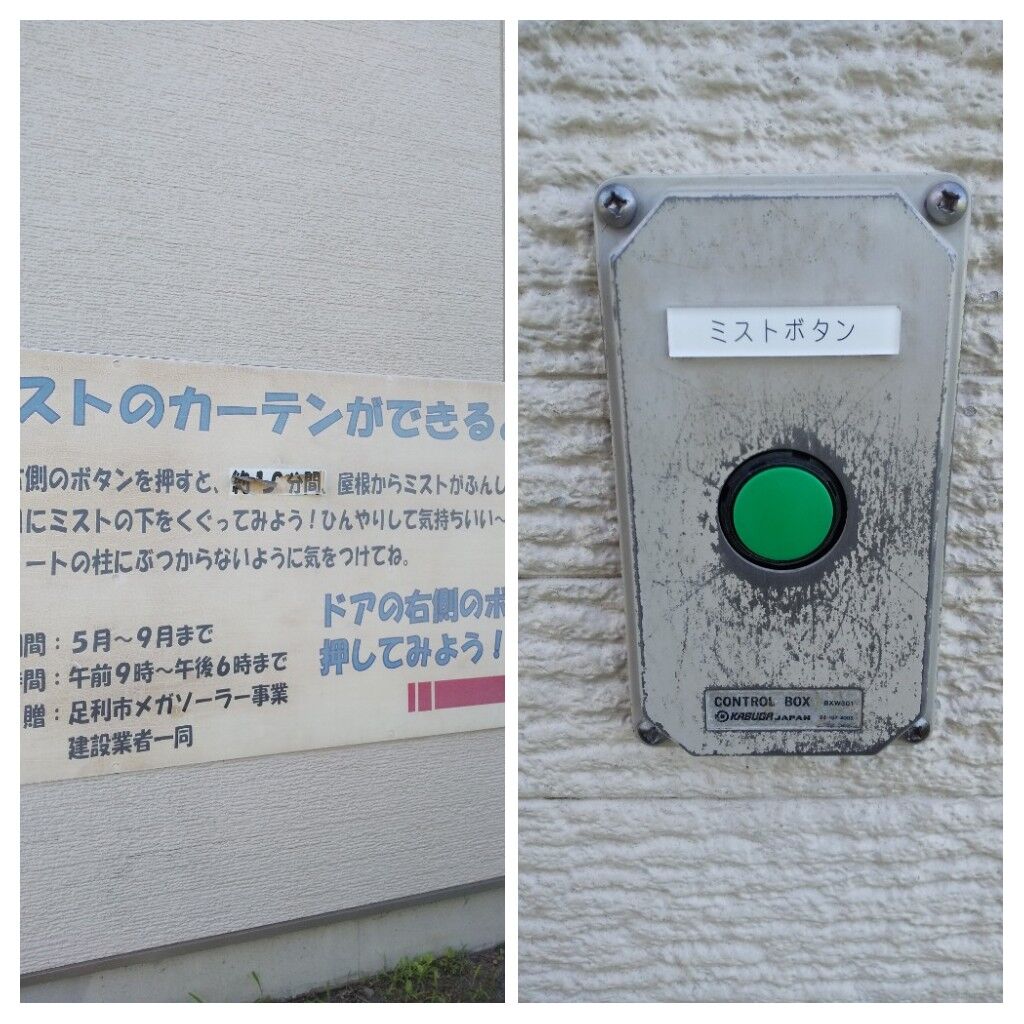 ストのカーテンができる
側のボタンを押すと、 分間、屋根からミストがふんし
にミストの下をくぐってみよう！ひんやりして気持ちいい〜
ートの柱にぶつからないように気をつけてね。
ドアの右側のボ
押してみよう！
間：5月〜9月まで
間：午前9時〜午後6時まで
贈：足利市メガソーラー事業
建設業者一同
ミストボタン
CONTROL BOX
KASUGA JAPAN